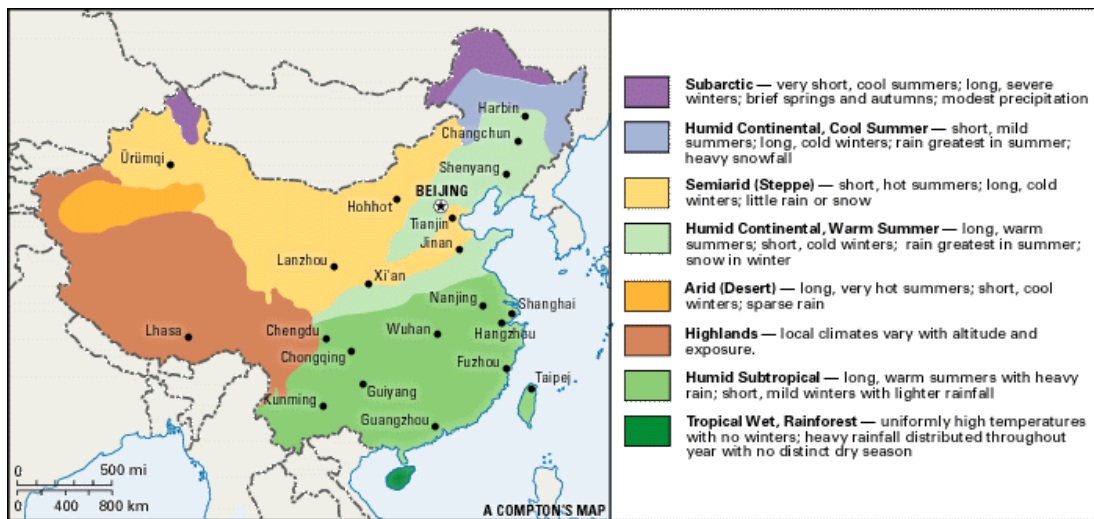 Harbin
Changchun
Ürümqi
Shenyang
BEIJING
Hohhot
Tianjin
Jinan
Lanzhou
Xi'an
Nanjing
Shanghai
Lhasa
Chengdu
Wuhan
Hangzhou
Chongqing
Fuzhou
Taipej
Guiyang
Kunming
Guangzhou
0 500 mi
0 400 800 km
A COMPTON'S MAP
Subarctic — very short, cool summers; long, severe
winters; brief springs and autumns; modest precipitation
Humid Continental, Cool Summer — short, mild
summers; long, cold winters; rain greatest in summer;
heavy snowfall
Semiarid (Steppe) — short, hot summers; long, cold
winters; little rain or snow
Humid Continental, Warm Summer — long, warm
summers; short, cold winters; rain greatest in summer;
snow in winter
Arid (Desert) — long, very hot summers; short, cool
winters; sparse rain
Highlands — local climates vary with altitude and
exposure.
Humid Subtropical — long, warm summers with heavy
rain; short, mild winters with lighter rainfall
Tropical Wet, Rainforest — uniformly high temperatures
with no winters; heavy rainfall distributed throughout
year with no distinct dry season